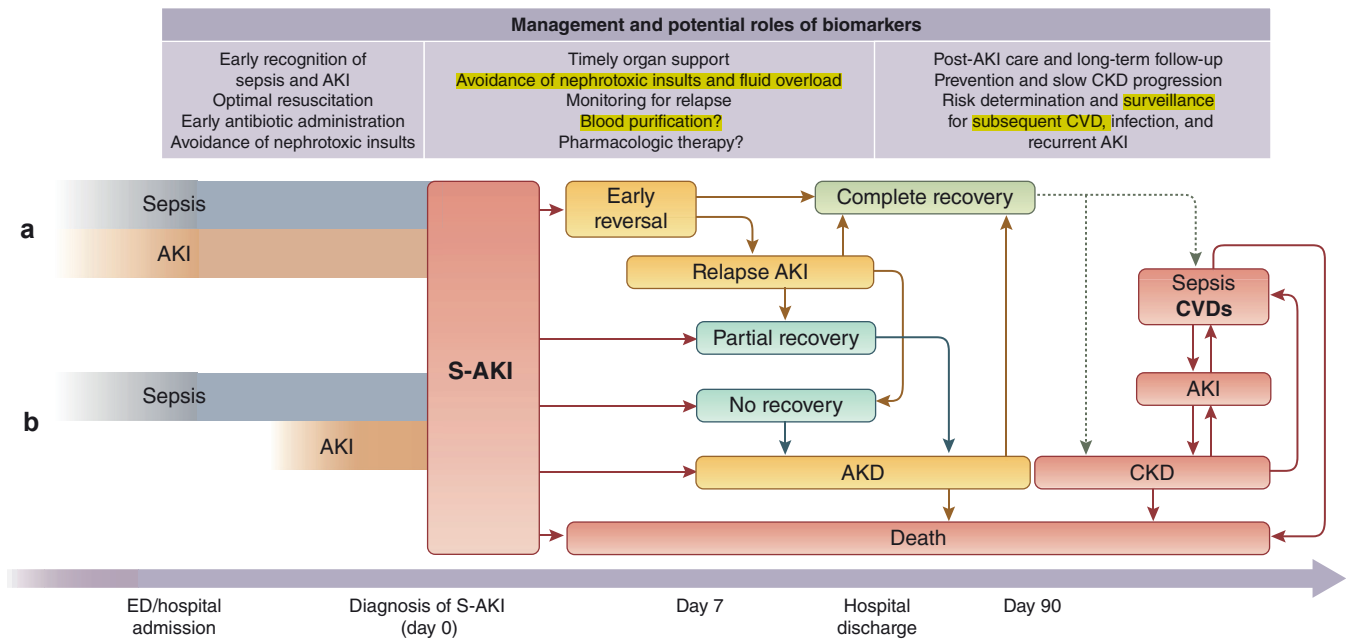 Management and potential roles of biomarkers
Early recognition of
sepsis and AKI
Optimal resuscitation
Early antibiotic administration
Avoidance of nephrotoxic insults
Timely organ support
Avoidance of nephrotoxic insults and fluid overload
Monitoring for relapse
Blood purification?
Pharmacologic therapy?
Post-AKI care and long-term follow-up
Prevention and slow CKD progression
Risk determination and surveillance
for subsequent CVD, infection, and
recurrent AKI
a
Sepsis
AKI
b
Sepsis
AKI
S-AKI
Early
reversal
Complete recovery
Relapse AKI
Partial recovery
No recovery
AKD
Death
Sepsis
CVDs
AKI
CKD
ED/hospital
admission
Diagnosis of S-AKI
(day 0)
Day 7
Hospital
discharge
Day 90